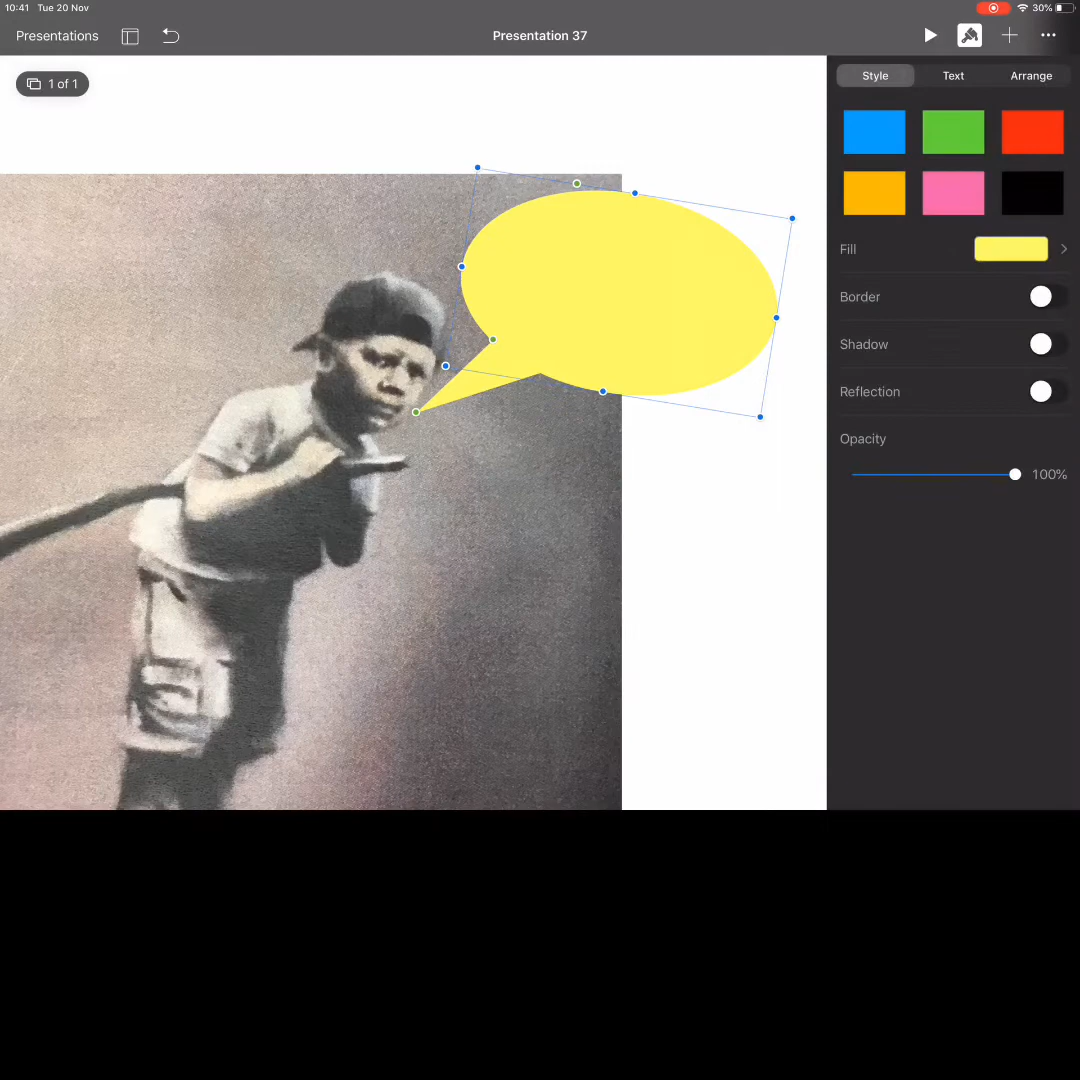 10:41 Tue 20 Nov 30%
Presentations Presentation 37
1 of 1
Style Text Arrange
Fill
Border
Shadow
Reflection
Opacity
100%